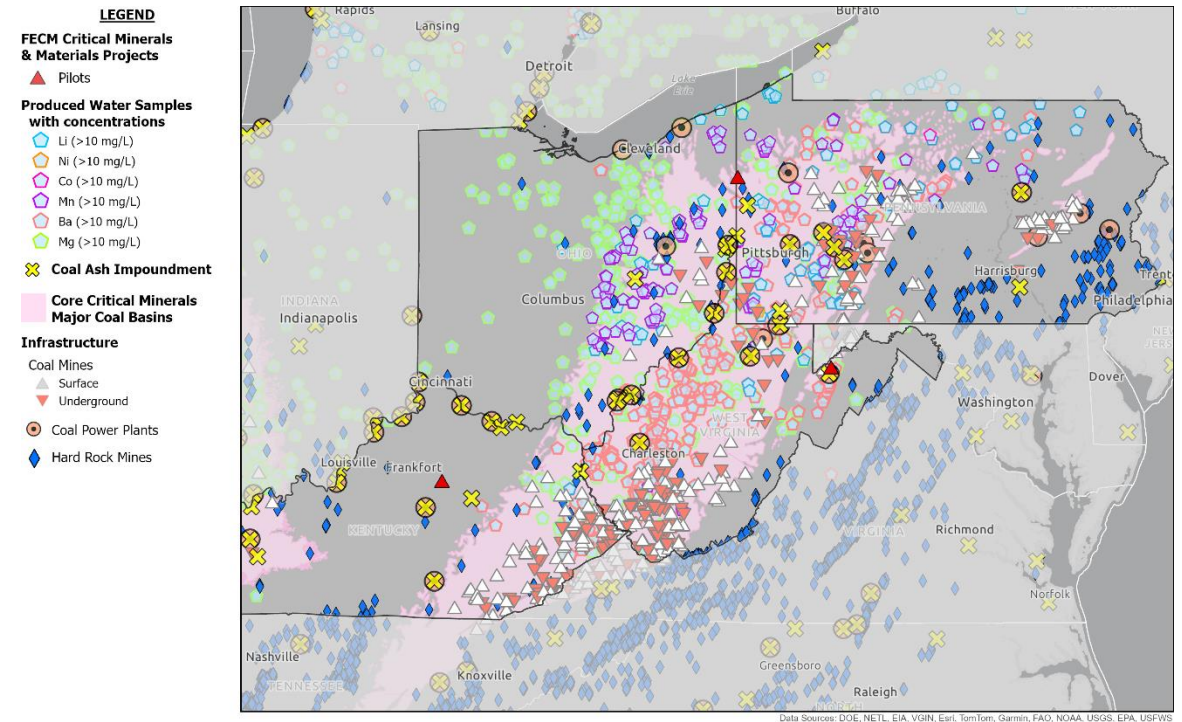 LEGEND
FECM Critical Minerals
& Materials Projects
Pilots
Produced Water Samples
with concentrations
Li (>10 mg/L)
Ni (>10 mg/L)
Co (>10 mg/L)
Mn (>10 mg/L)
Ba (>10 mg/L)
Mg (>10 mg/L)
Coal Ash Impoundment
Core Critical Minerals
Major Coal Basins
Infrastructure
Coal Mines
Surface
Underground
Coal Power Plants
Hard Rock Mines
Rapids
Buffalo
Lansing
Detroit
Lake
Erie
Cleveland
PENNSYLVANIA
OHIO
Pittsburgh
Harrisburg
Trent
Columbus
Philadelphia
INDIANA
Indianapolis
NEW
JERS
Cincinnati
Dover
Washington
WEST
VIRGINIA
Charleston
Louisville
Frankfort
KENTUCKY
VIRGINIA
Richmond
Norfolk
Nashville
Greensboro
Knoxville
TENNESSEE
Raleigh
NORTH
Data Sources: DOE, NETL, EIA, VGIN, Esri, TomTom, Garmin, FAO, NOAA, USGS, EPA, USFWS